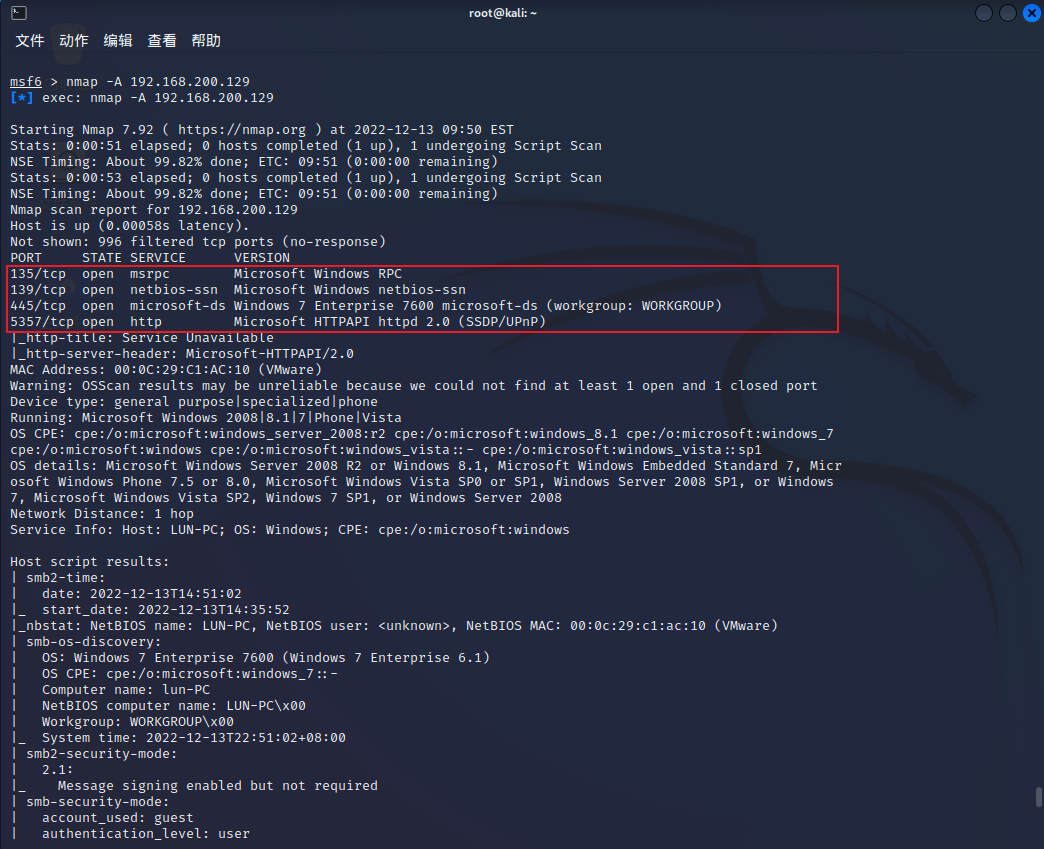 root@kali: ~
文件 动作 编辑 查看 帮助
msf6 > nmap -A 192.168.200.129
[*] exec: nmap -A 192.168.200.129
Starting Nmap 7.92 ( https://nmap.org ) at 2022-12-13 09:50 EST
Stats: 0:00:51 elapsed; 0 hosts completed (1 up), 1 undergoing Script Scan
NSE Timing: About 99.82% done; ETC: 09:51 (0:00:00 remaining)
Stats: 0:00:53 elapsed; 0 hosts completed (1 up), 1 undergoing Script Scan
NSE Timing: About 99.82% done; ETC: 09:51 (0:00:00 remaining)
Nmap scan report for 192.168.200.129
Host is up (0.00058s latency).
Not shown: 996 filtered tcp ports (no-response)
PORT     STATE SERVICE      VERSION
135/tcp  open  msrpc        Microsoft Windows RPC
139/tcp  open  netbios-ssn  Microsoft Windows netbios-ssn
445/tcp  open  microsoft-ds Windows 7 Enterprise 7600 microsoft-ds (workgroup: WORKGROUP)
5357/tcp open  http         Microsoft HTTPAPI httpd 2.0 (SSDP/UPnP)
|_http-title: Service Unavailable
|_http-server-header: Microsoft-HTTPAPI/2.0
MAC Address: 00:0C:29:C1:AC:10 (VMware)
Warning: OSScan results may be unreliable because we could not find at least 1 open and 1 closed port
Device type: general purpose|specialized|phone
Running: Microsoft Windows 2008|8.1|7|Phone|Vista
OS CPE: cpe:/o:microsoft:windows_server_2008:r2 cpe:/o:microsoft:windows_8.1 cpe:/o:microsoft:windows_7
cpe:/o:microsoft:windows cpe:/o:microsoft:windows_vista::- cpe:/o:microsoft:windows_vista::sp1
OS details: Microsoft Windows Server 2008 R2 or Windows 8.1, Microsoft Windows Embedded Standard 7, Micr
osoft Windows Phone 7.5 or 8.0, Microsoft Windows Vista SP0 or SP1, Windows Server 2008 SP1, or Windows
7, Microsoft Windows Vista SP2, Windows 7 SP1, or Windows Server 2008
Network Distance: 1 hop
Service Info: Host: LUN-PC; OS: Windows; CPE: cpe:/o:microsoft:windows
Host script results:
| smb2-time:
|   date: 2022-12-13T14:51:02
|_  start_date: 2022-12-13T14:35:52
|_nbstat: NetBIOS name: LUN-PC, NetBIOS user: <unknown>, NetBIOS MAC: 00:0c:29:c1:ac:10 (VMware)
| smb-os-discovery:
|   OS: Windows 7 Enterprise 7600 (Windows 7 Enterprise 6.1)
|   OS CPE: cpe:/o:microsoft:windows_7::-
|   Computer name: lun-PC
|   NetBIOS computer name: LUN-PC\x00
|   Workgroup: WORKGROUP\x00
|_  System time: 2022-12-13T22:51:02+08:00
| smb2-security-mode:
|   2.1:
|_    Message signing enabled but not required
| smb-security-mode:
|   account_used: guest
|   authentication_level: user